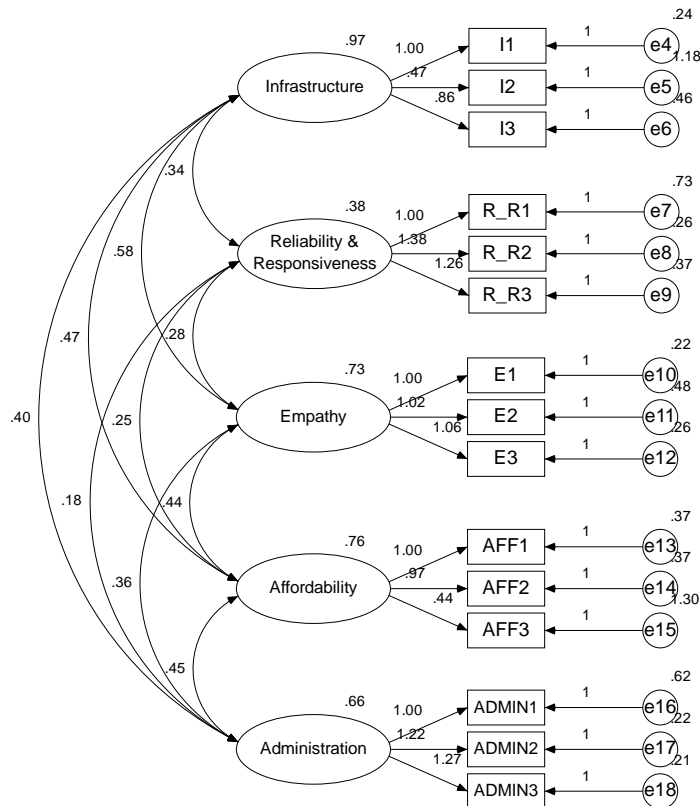 .24
.97
1.00
I1
1
e4
1.18
.47
Infrastructure
I2
1
e5
.46
.86
I3
1
e6
.34
.73
.38
1.00
R_R1
1
e7
.26
1.38
Reliability &
Responsiveness
R_R2
1
e8
.37
1.26
R_R3
1
e9
.58
.28
.47
.22
.73
1.00
E1
1
e10
.48
1.02
Empathy
E2
1
e11
.26
1.06
E3
1
e12
.40
.25
.18
.44
.37
.76
1.00
AFF1
1
e13
.37
.97
Affordability
AFF2
1
e14
1.30
.44
AFF3
1
e15
.36
.45
.62
.66
1.00
ADMIN1
1
e16
.22
1.22
Administration
ADMIN2
1
e17
.21
1.27
ADMIN3
1
e18